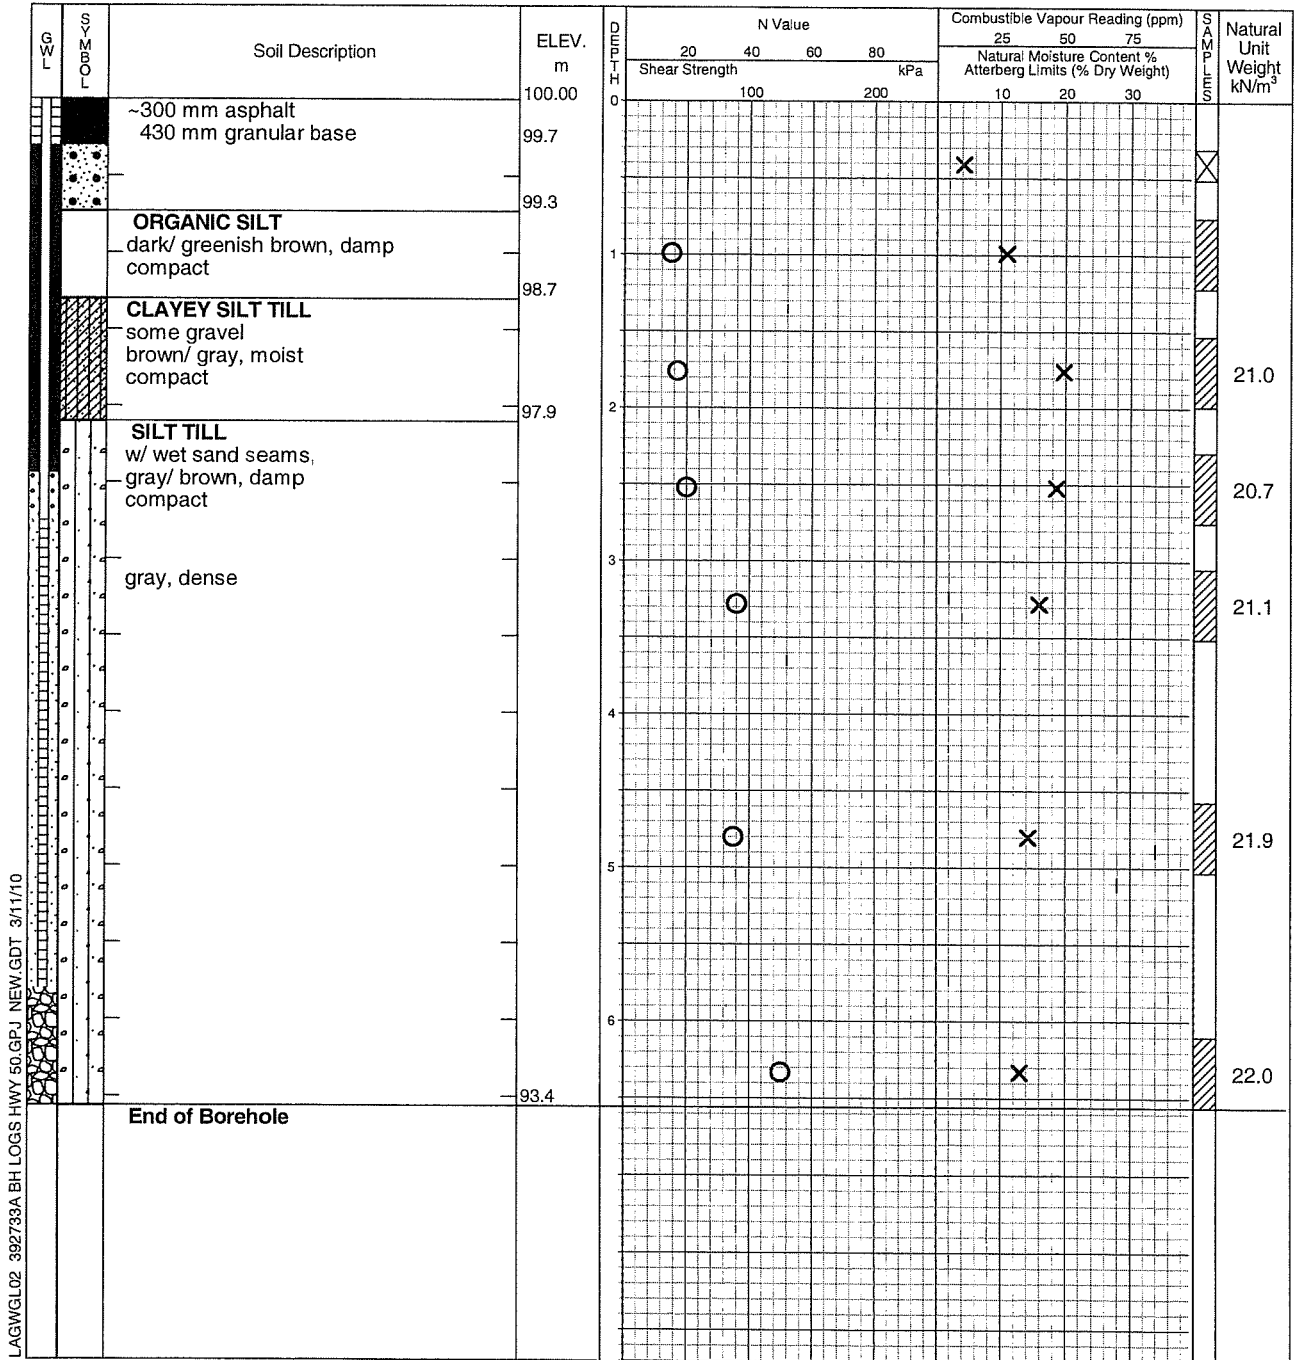 GWL
SYMBOL
Soil Description
ELEV.
m
DEPTH
N Value
20 40 60 80
Shear Strength kPa
100 200
Combustible Vapour Reading (ppm)
25 50 75
Natural Moisture Content %
Atterberg Limits (% Dry Weight)
10 20 30
SAMPLES
Natural
Unit
Weight
kN/m³
100.00
0
~300 mm asphalt
99.7
430 mm granular base
99.3
ORGANIC SILT
dark/ greenish brown, damp
compact
1
98.7
CLAYEY SILT TILL
some gravel
brown/ gray, moist
compact
21.0
97.9
2
SILT TILL
w/ wet sand seams,
gray/ brown, damp
compact
20.7
3
gray, dense
21.1
4
21.9
5
6
22.0
93.4
End of Borehole
LAGWGL02 392733A BH LOGS HWY 50.GPJ NEW.GDT 3/11/10